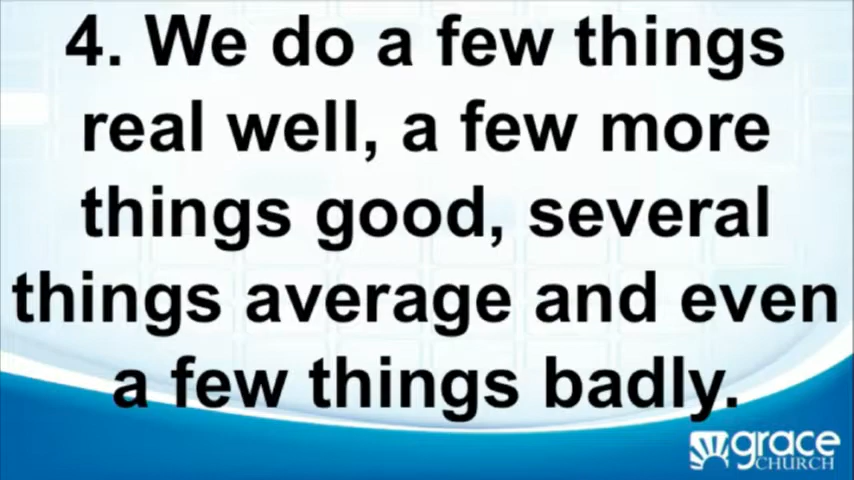 4. We do a few things
real well, a few more
things good, several
things average and even
a few things badly.
grace
CHURCH